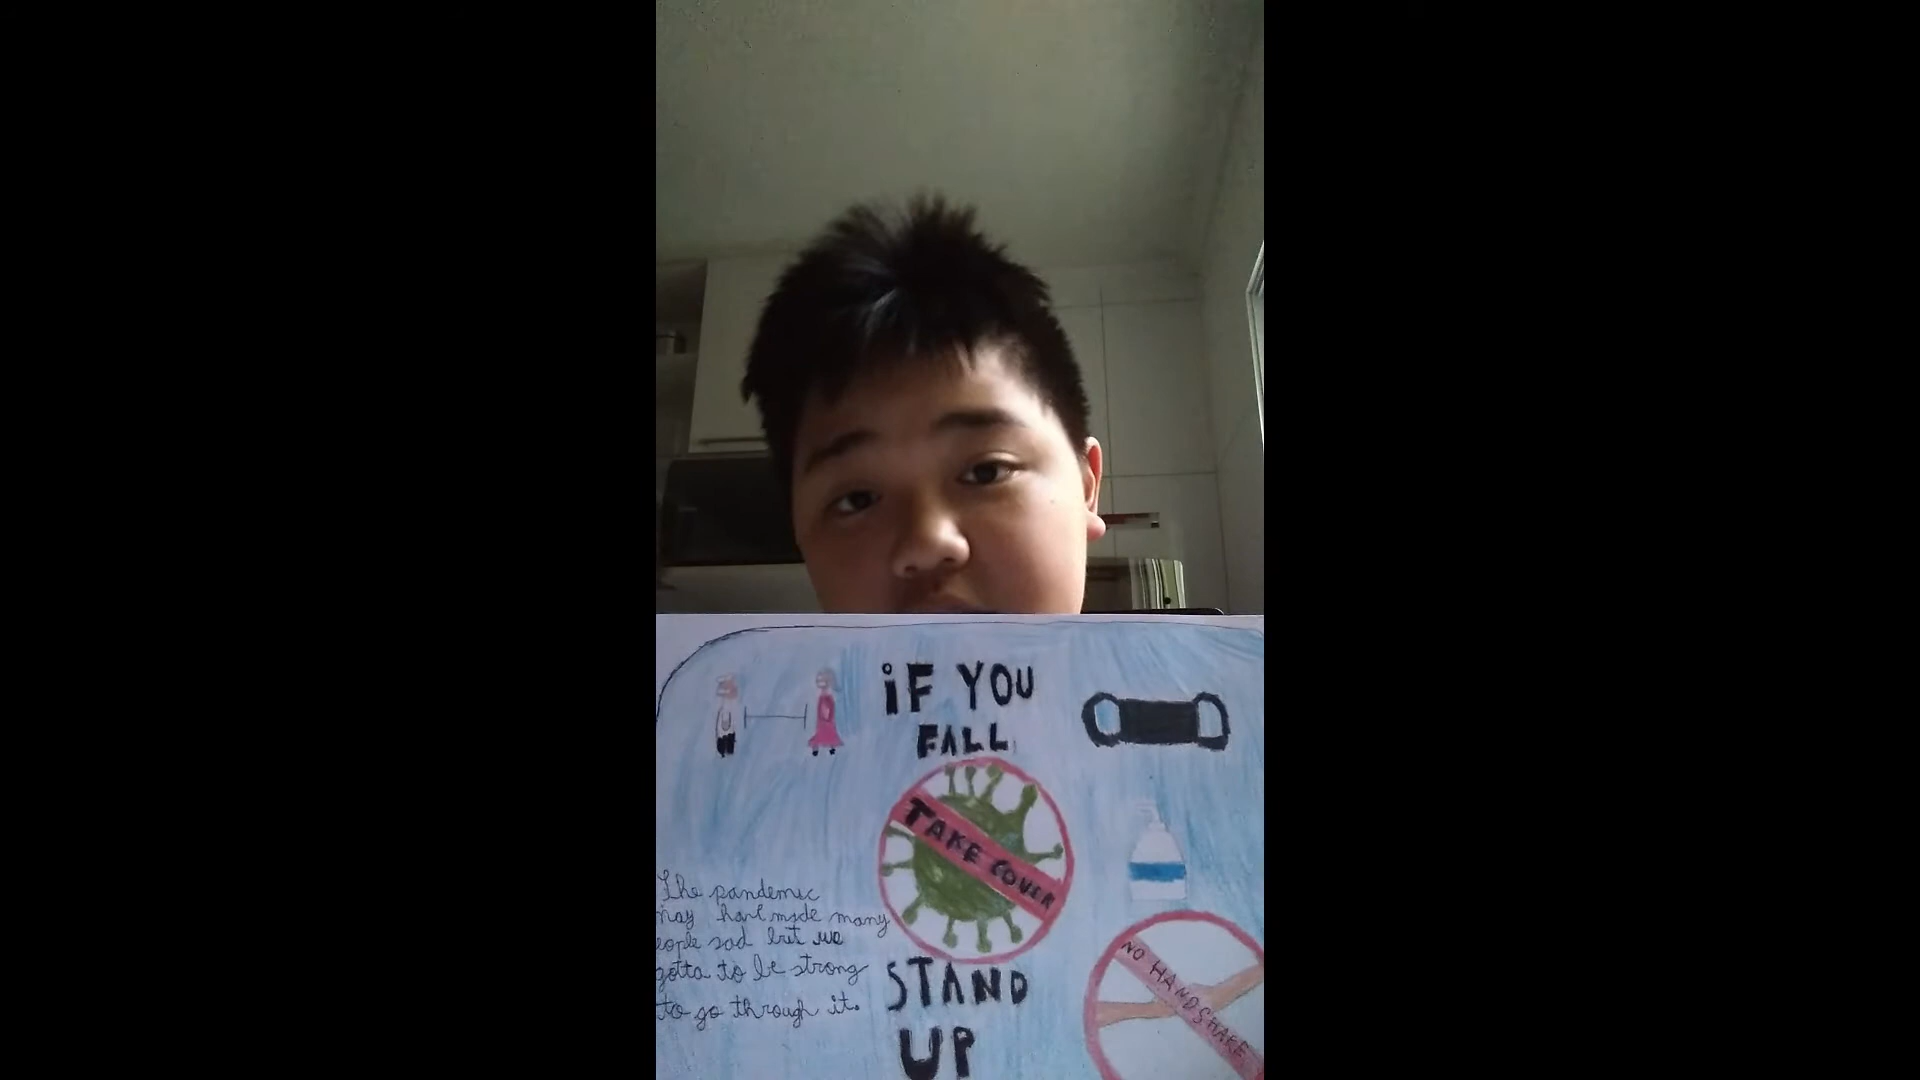 iF YOU
FALL
TAKE COVER
The pandemic
may have made many
eople sad but we
gotta to be strong
to go through it.
STAND
UP
NO HANDSHAKE